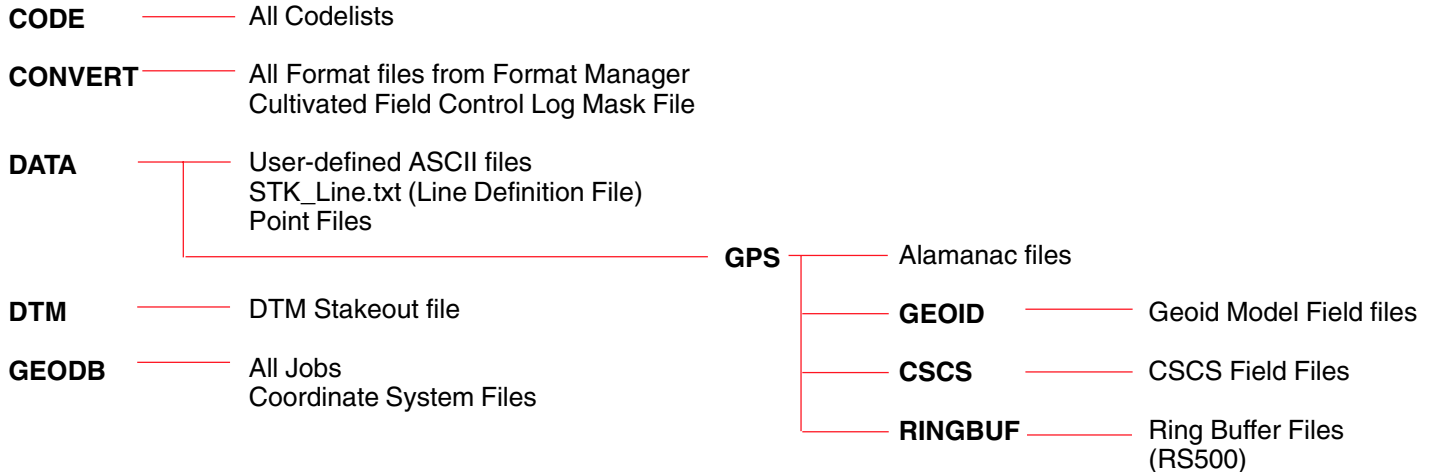 CODE All Codelists
CONVERT All Format files from Format Manager
Cultivated Field Control Log Mask File
DATA User-defined ASCII files
STK_Line.txt (Line Definition File)
Point Files
GPS Alamanac files
DTM DTM Stakeout file
GEOID Geoid Model Field files
GEODB All Jobs
Coordinate System Files
CSCS CSCS Field Files
RINGBUF Ring Buffer Files
(RS500)